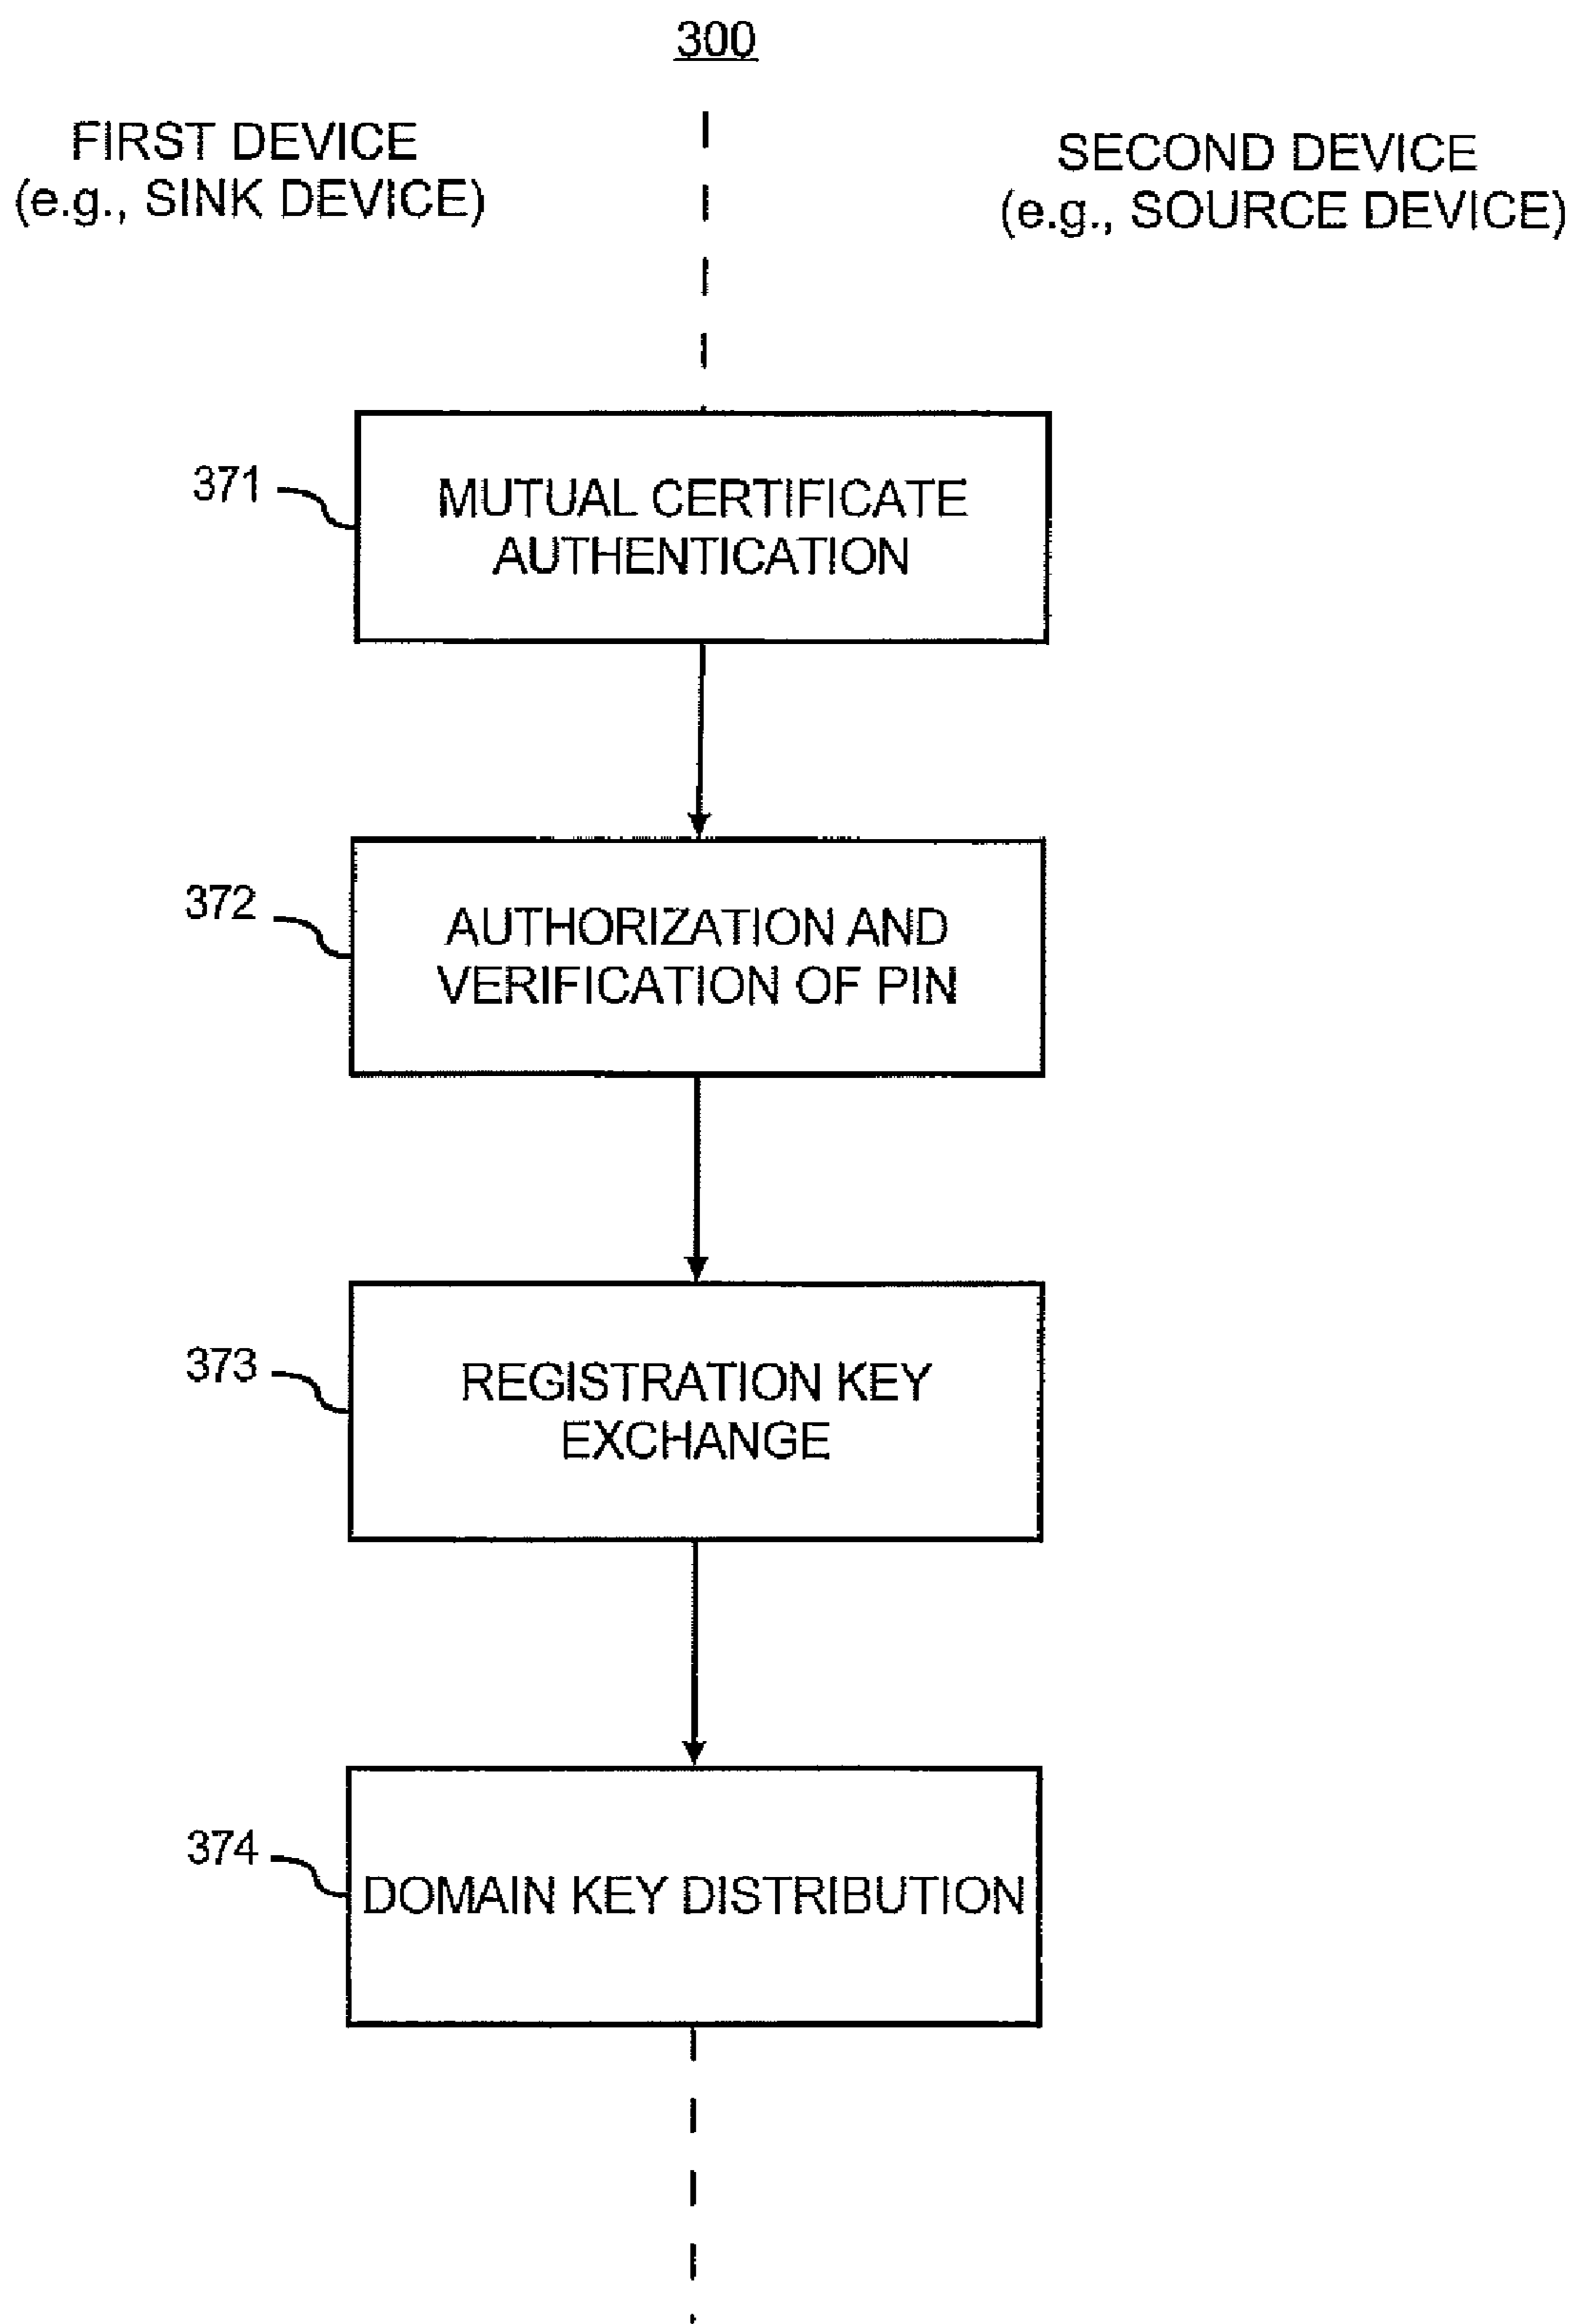 300
FIRST DEVICE
(e.g., SINK DEVICE)
SECOND DEVICE
(e.g., SOURCE DEVICE)
371
MUTUAL CERTIFICATE
AUTHENTICATION
372
AUTHORIZATION AND
VERIFICATION OF PIN
373
REGISTRATION KEY
EXCHANGE
374
DOMAIN KEY DISTRIBUTION